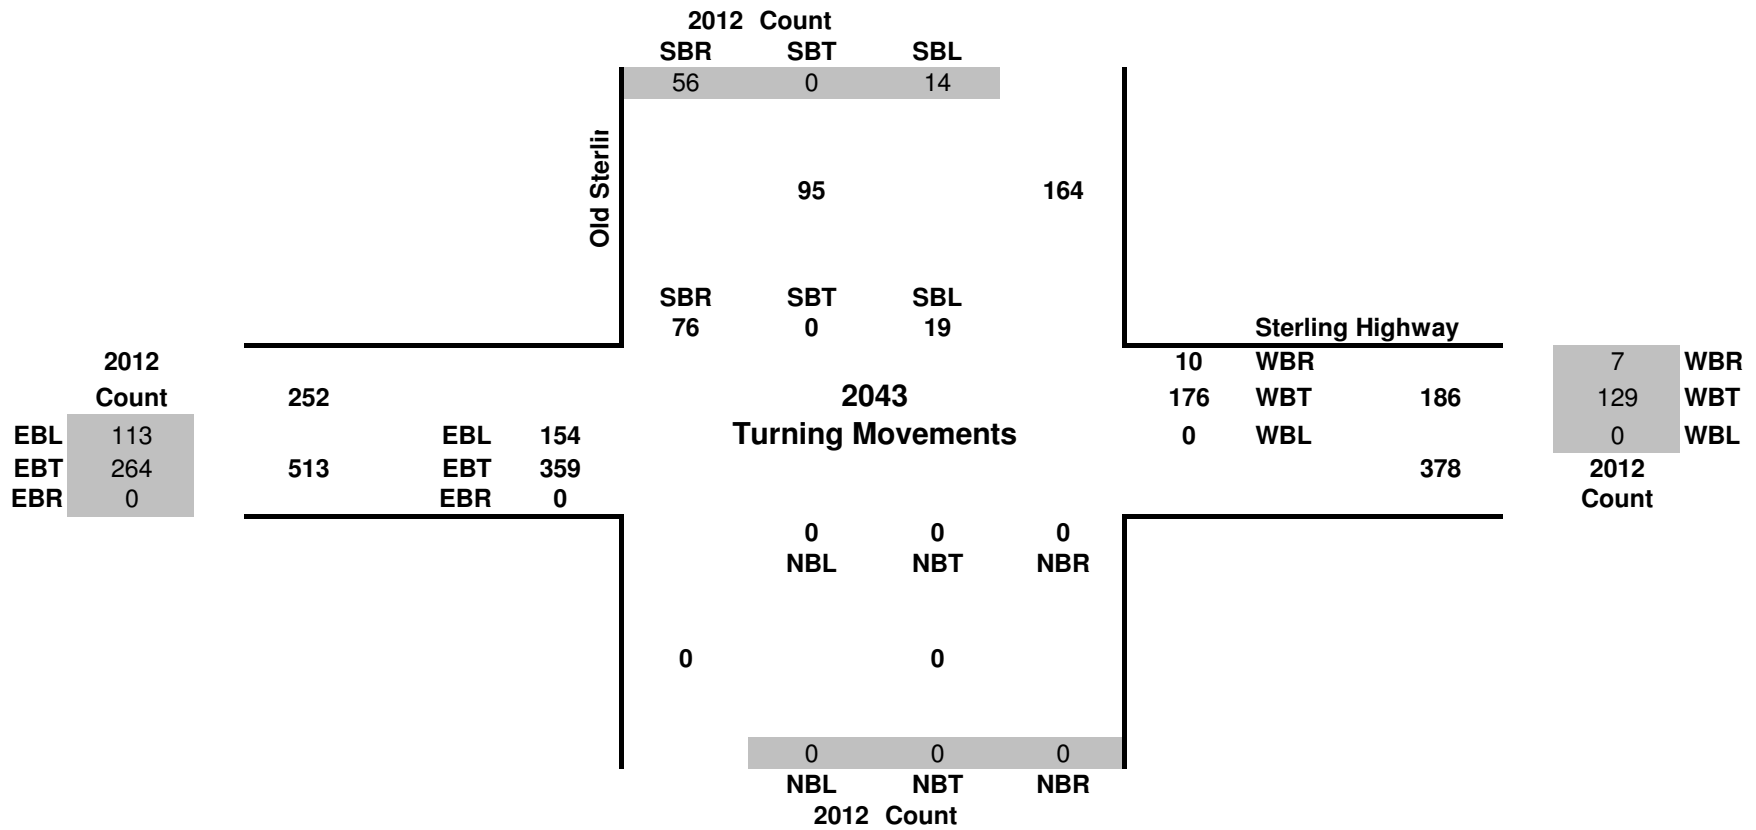 2012 Count
SBR SBT SBL
56 0 14
Old Sterlin
95 164
SBR SBT SBL
76 0 19 Sterling Highway
2012 10 WBR 7 WBR
Count 252 2043 176 WBT 186 129 WBT
EBL 113 EBL 154 Turning Movements 0 WBL 0 WBL
EBT 264 513 EBT 359 378 2012
EBR 0 EBR 0 Count
0 0 0
NBL NBT NBR
0 0
0 0 0
NBL NBT NBR
2012 Count